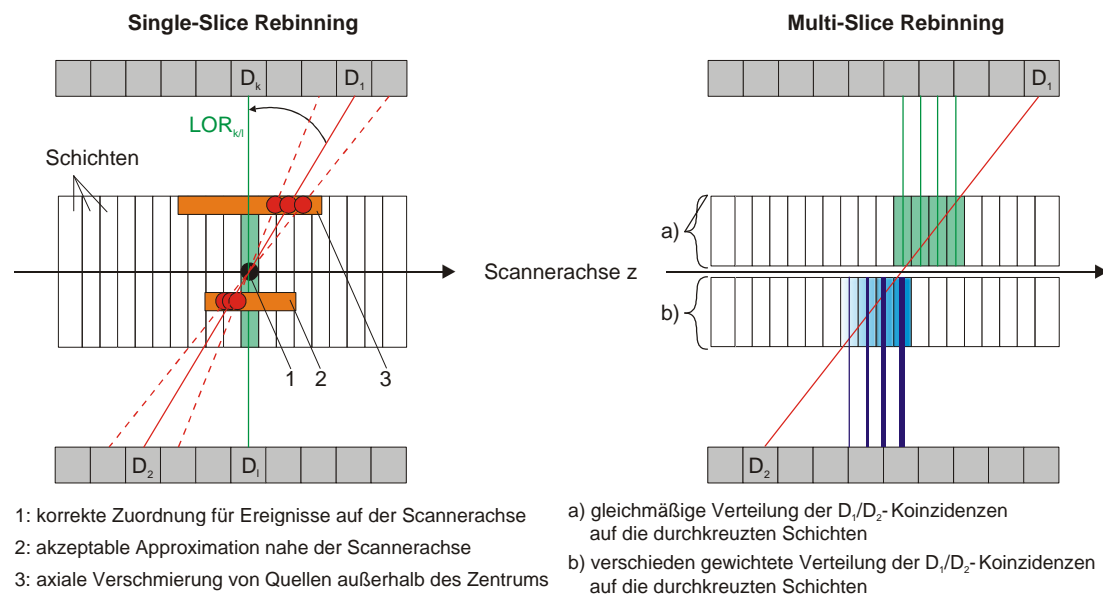 Single-Slice Rebinning
Multi-Slice Rebinning
Dₖ
D₁
D₁
LORₖ/ₗ
Schichten
a)
Scannerachse z
b)
1
2
3
D₂
Dₗ
D₂
1: korrekte Zuordnung für Ereignisse auf der Scannerachse
2: akzeptable Approximation nahe der Scannerachse
3: axiale Verschmierung von Quellen außerhalb des Zentrums
a) gleichmäßige Verteilung der D₁/D₂- Koinzidenzen
auf die durchkreuzten Schichten
b) verschieden gewichtete Verteilung der D₁/D₂- Koinzidenzen
auf die durchkreuzten Schichten